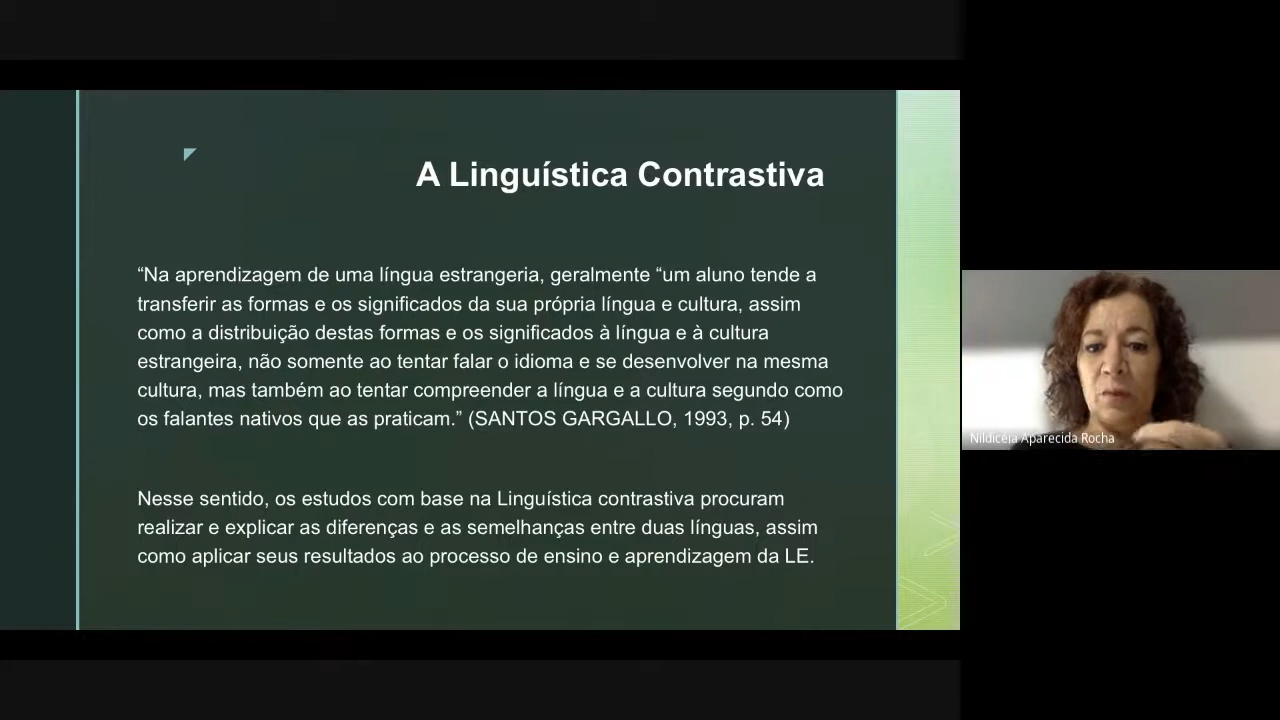 A Linguística Contrastiva
“Na aprendizagem de uma língua estrangeria, geralmente “um aluno tende a
transferir as formas e os significados da sua própria língua e cultura, assim
como a distribuição destas formas e os significados à língua e à cultura
estrangeira, não somente ao tentar falar o idioma e se desenvolver na mesma
cultura, mas também ao tentar compreender a língua e a cultura segundo como
os falantes nativos que as praticam.” (SANTOS GARGALLO, 1993, p. 54)
Nesse sentido, os estudos com base na Linguística contrastiva procuram
realizar e explicar as diferenças e as semelhanças entre duas línguas, assim
como aplicar seus resultados ao processo de ensino e aprendizagem da LE.
Nildicéia Aparecida Rocha